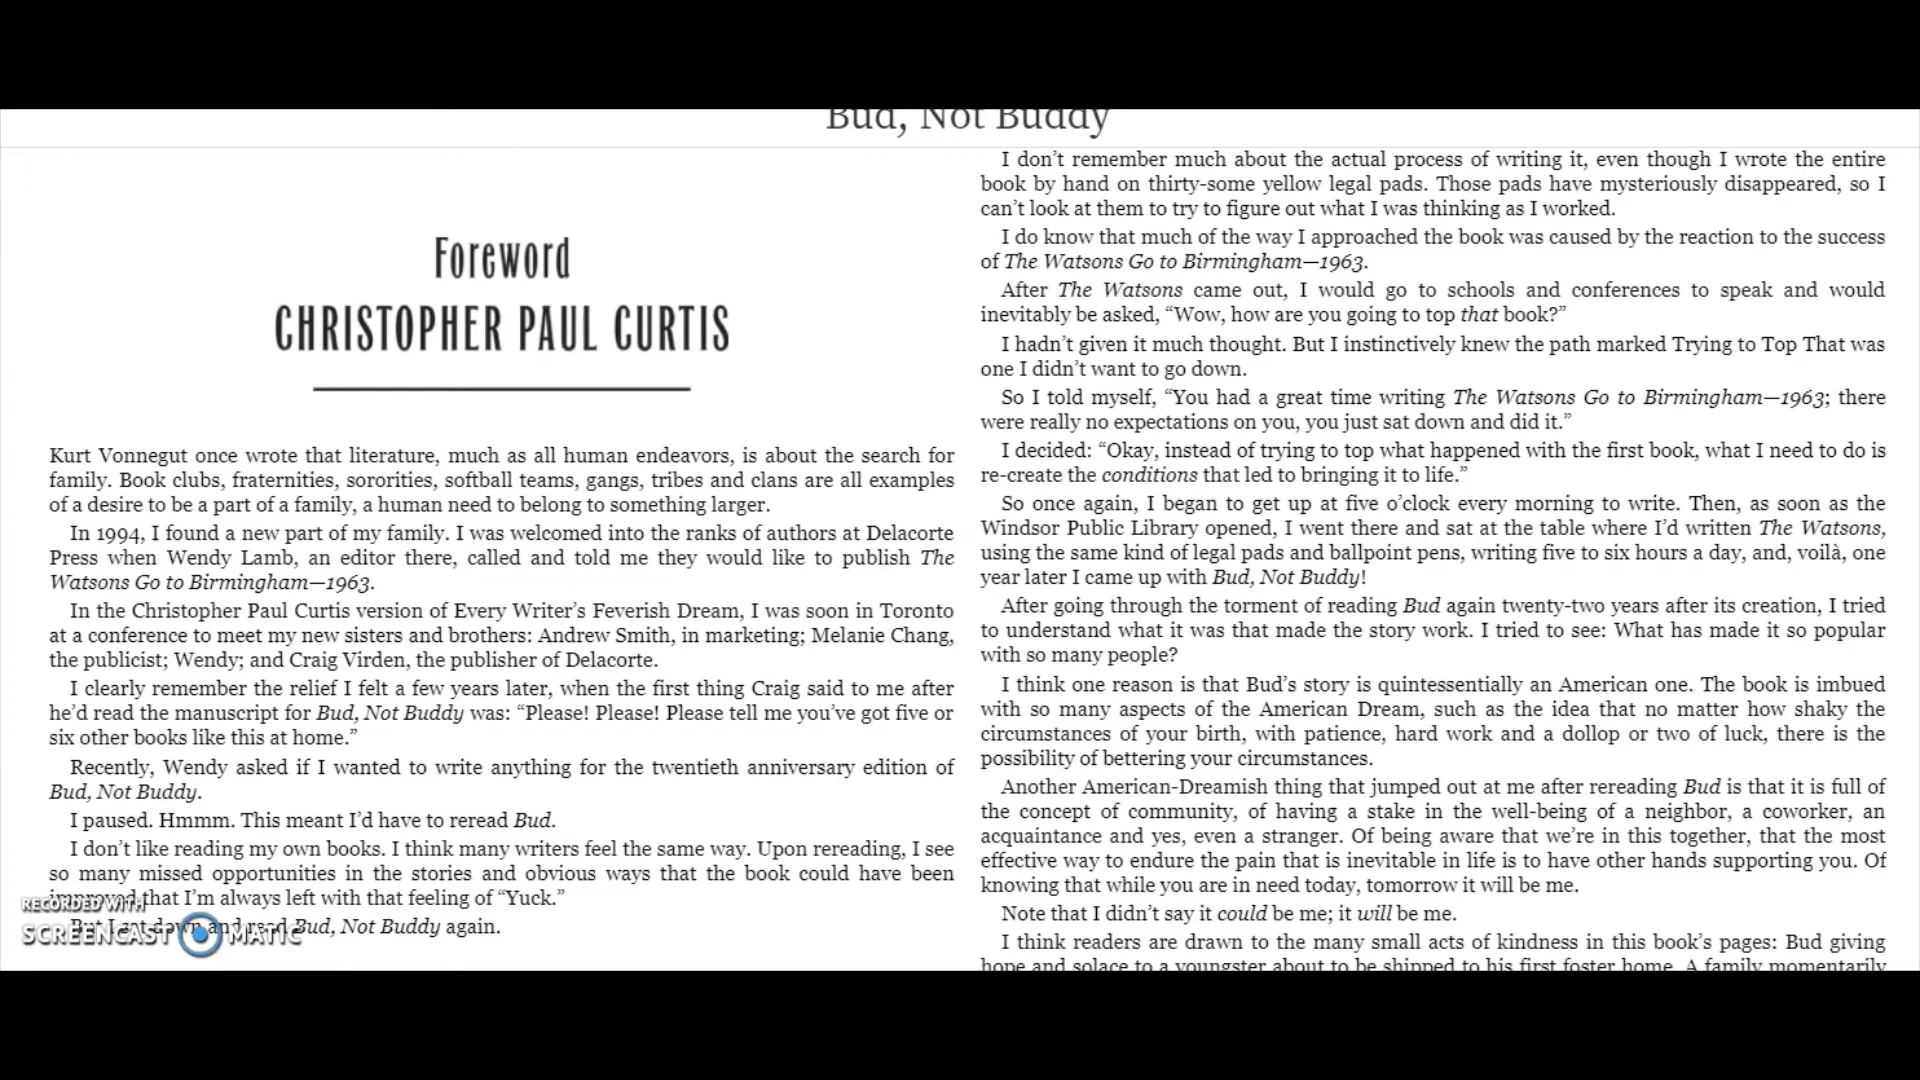 Bud, Not Buddy
Foreword
CHRISTOPHER PAUL CURTIS
Kurt Vonnegut once wrote that literature, much as all human endeavors, is about the search for
family. Book clubs, fraternities, sororities, softball teams, gangs, tribes and clans are all examples
of a desire to be a part of a family, a human need to belong to something larger.
In 1994, I found a new part of my family. I was welcomed into the ranks of authors at Delacorte
Press when Wendy Lamb, an editor there, called and told me they would like to publish The
Watsons Go to Birmingham—1963.
In the Christopher Paul Curtis version of Every Writer’s Feverish Dream, I was soon in Toronto
at a conference to meet my new sisters and brothers: Andrew Smith, in marketing; Melanie Chang,
the publicist; Wendy; and Craig Virden, the publisher of Delacorte.
I clearly remember the relief I felt a few years later, when the first thing Craig said to me after
he’d read the manuscript for Bud, Not Buddy was: “Please! Please! Please tell me you’ve got five or
six other books like this at home.”
Recently, Wendy asked if I wanted to write anything for the twentieth anniversary edition of
Bud, Not Buddy.
I paused. Hmmm. This meant I’d have to reread Bud.
I don’t like reading my own books. I think many writers feel the same way. Upon rereading, I see
so many missed opportunities in the stories and obvious ways that the book could have been
improved that I’m always left with that feeling of “Yuck.”
But I sat down and read Bud, Not Buddy again.
RECORDED WITH
SCREENCAST MATIC
I don’t remember much about the actual process of writing it, even though I wrote the entire
book by hand on thirty-some yellow legal pads. Those pads have mysteriously disappeared, so I
can’t look at them to try to figure out what I was thinking as I worked.
I do know that much of the way I approached the book was caused by the reaction to the success
of The Watsons Go to Birmingham—1963.
After The Watsons came out, I would go to schools and conferences to speak and would
inevitably be asked, “Wow, how are you going to top that book?”
I hadn’t given it much thought. But I instinctively knew the path marked Trying to Top That was
one I didn’t want to go down.
So I told myself, “You had a great time writing The Watsons Go to Birmingham—1963; there
were really no expectations on you, you just sat down and did it.”
I decided: “Okay, instead of trying to top what happened with the first book, what I need to do is
re-create the conditions that led to bringing it to life.”
So once again, I began to get up at five o’clock every morning to write. Then, as soon as the
Windsor Public Library opened, I went there and sat at the table where I’d written The Watsons,
using the same kind of legal pads and ballpoint pens, writing five to six hours a day, and, voilà, one
year later I came up with Bud, Not Buddy!
After going through the torment of reading Bud again twenty-two years after its creation, I tried
to understand what it was that made the story work. I tried to see: What has made it so popular
with so many people?
I think one reason is that Bud’s story is quintessentially an American one. The book is imbued
with so many aspects of the American Dream, such as the idea that no matter how shaky the
circumstances of your birth, with patience, hard work and a dollop or two of luck, there is the
possibility of bettering your circumstances.
Another American-Dreamish thing that jumped out at me after rereading Bud is that it is full of
the concept of community, of having a stake in the well-being of a neighbor, a coworker, an
acquaintance and yes, even a stranger. Of being aware that we’re in this together, that the most
effective way to endure the pain that is inevitable in life is to have other hands supporting you. Of
knowing that while you are in need today, tomorrow it will be me.
Note that I didn’t say it could be me; it will be me.
I think readers are drawn to the many small acts of kindness in this book’s pages: Bud giving
hope and solace to a youngster about to be shipped to his first foster home. A family momentarily